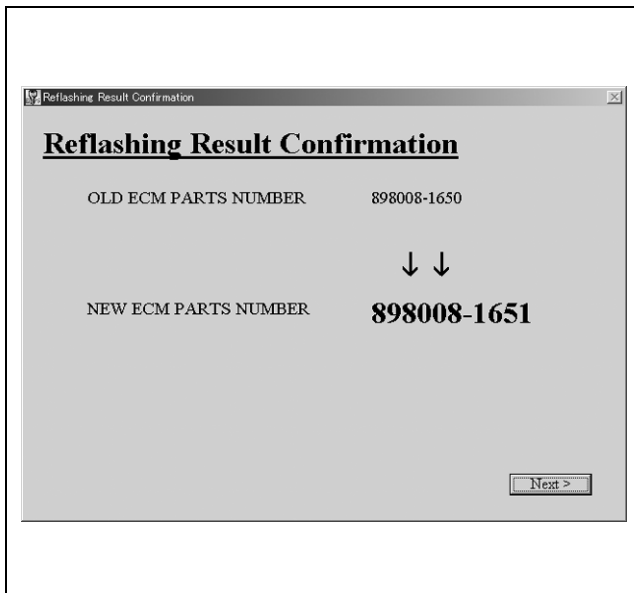 Reflashing Result Confirmation
Reflashing Result Confirmation
OLD ECM PARTS NUMBER 898008-1650
↓ ↓
NEW ECM PARTS NUMBER 898008-1651
Next >